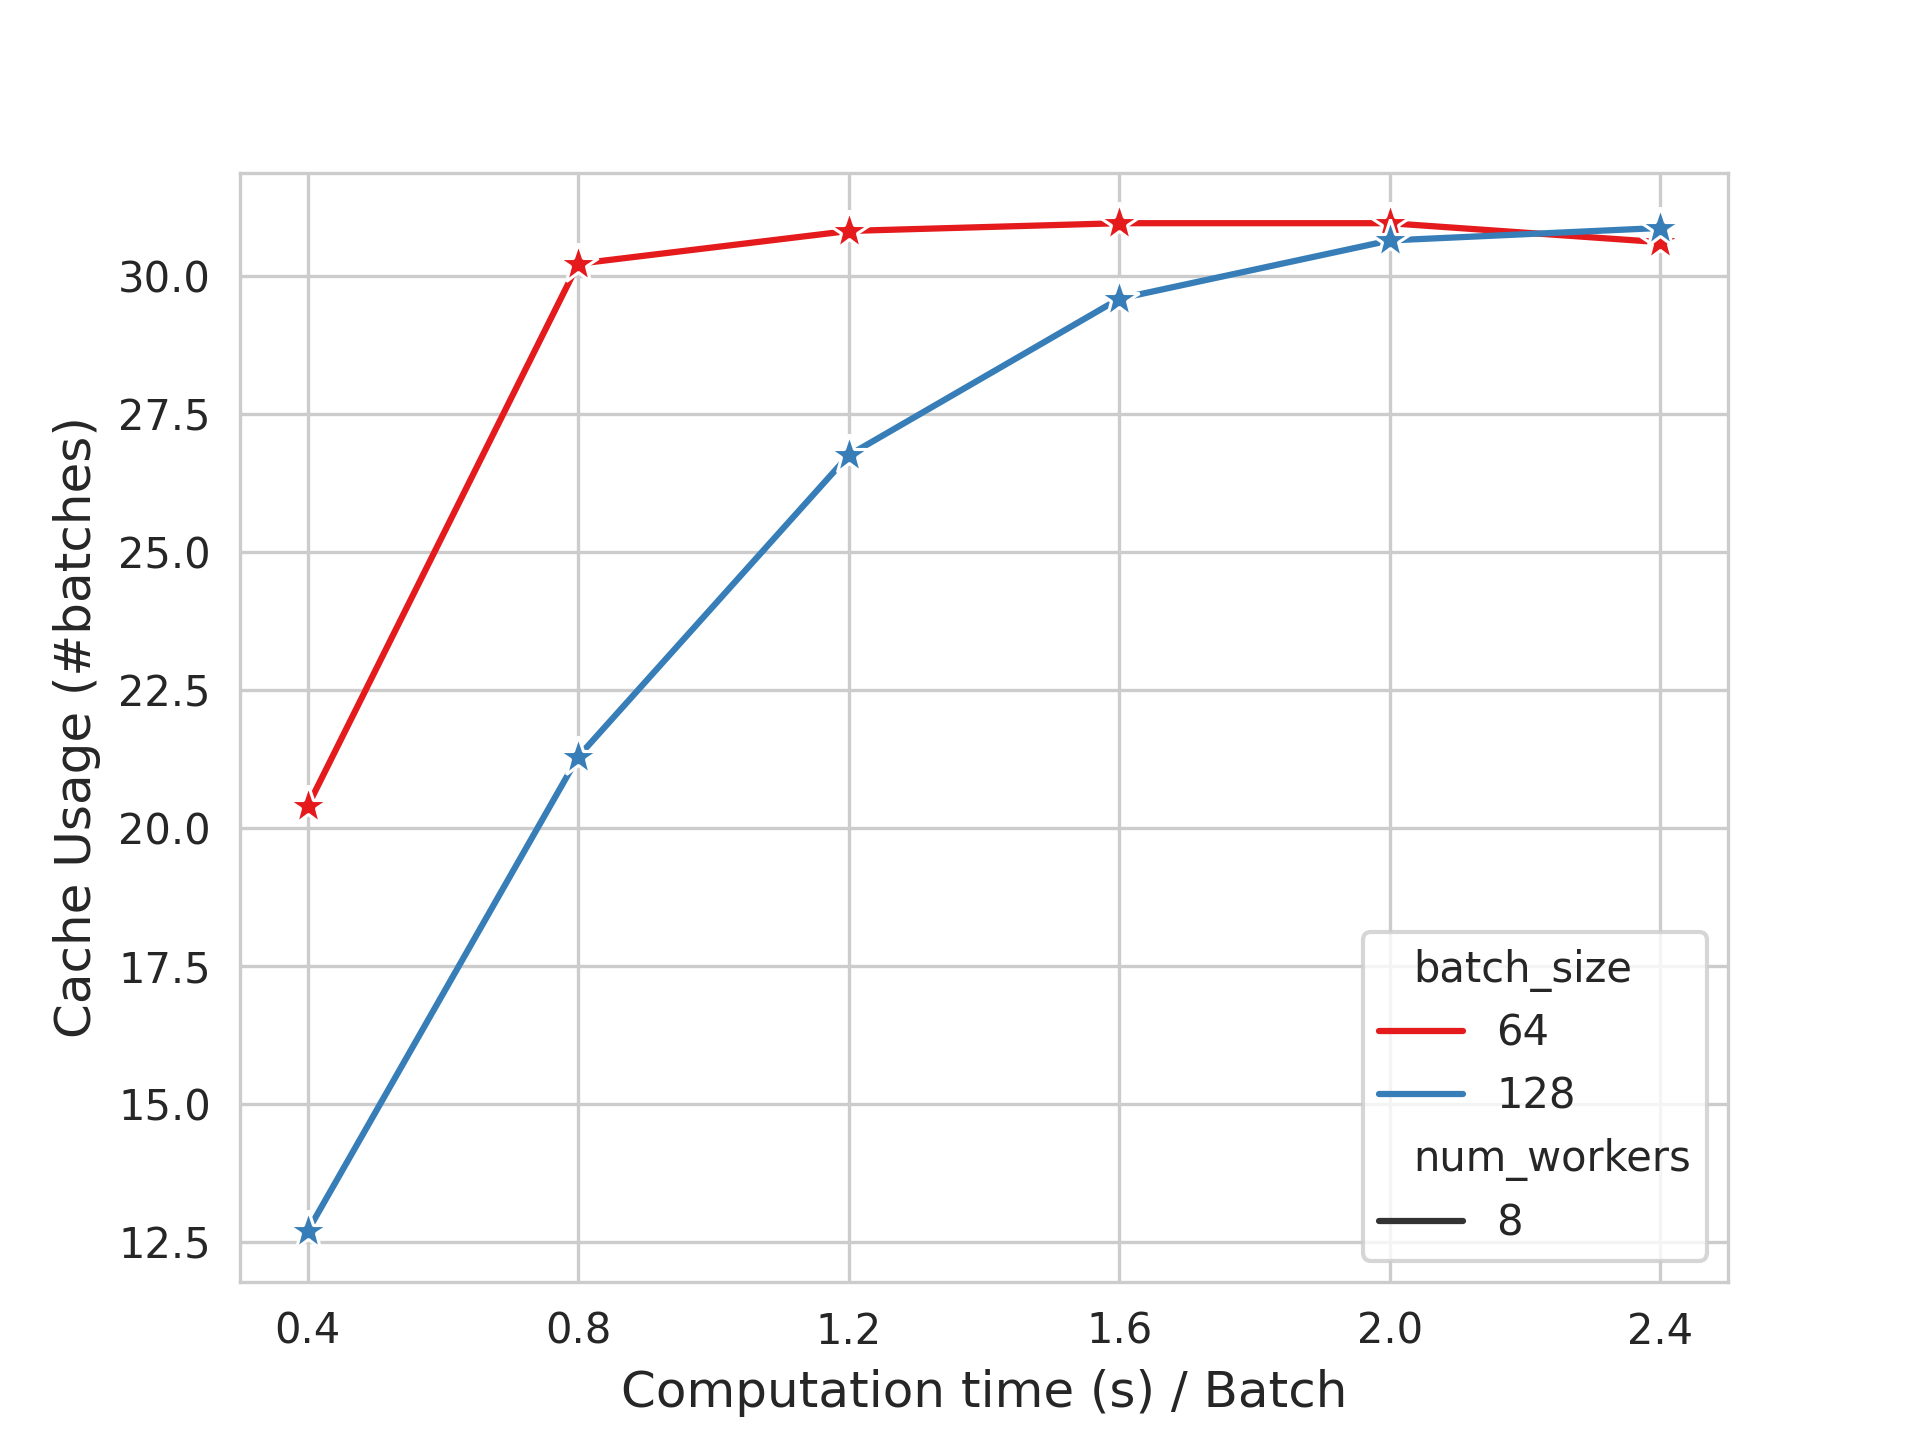 Cache Usage (#batches)
30.0
27.5
25.0
22.5
20.0
17.5
15.0
12.5
batch_size
64
128
num_workers
8
0.4 0.8 1.2 1.6 2.0 2.4
Computation time (s) / Batch